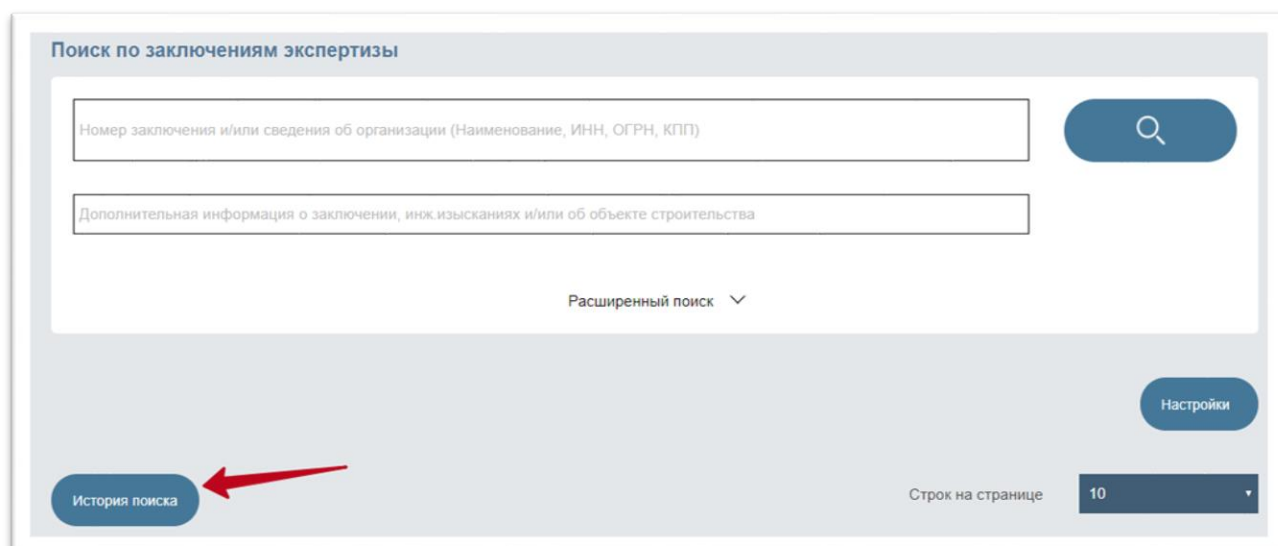 Поиск по заключениям экспертизы
Номер заключения и/или сведения об организации (Наименование, ИНН, ОГРН, КПП)
Дополнительная информация о заключении, инж.изысканиях и/или об объекте строительства
Расширенный поиск
Настройки
История поиска
Строк на странице
10